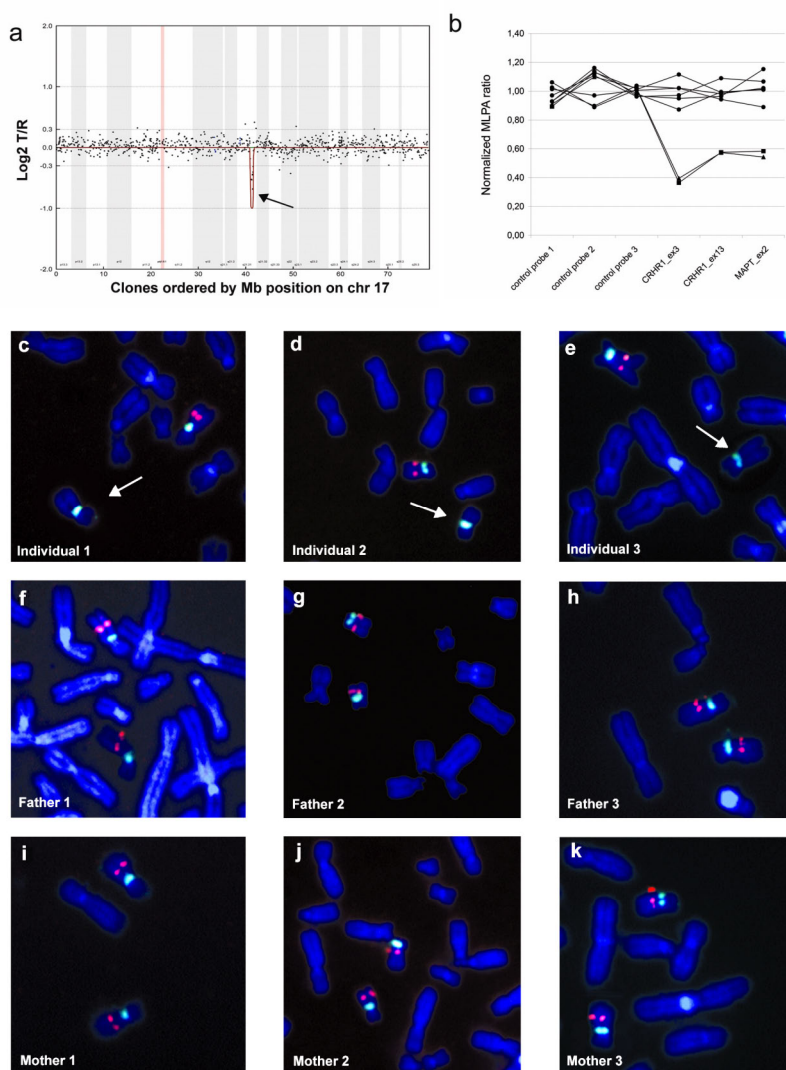 a
2.0
1.0
0.3
0.0
-0.3
-1.0
-2.0
Log2 T/R
0 10 20 30 40 50 60 70
Clones ordered by Mb position on chr 17
b
1,40
1,20
1,00
0,80
0,60
0,40
0,20
0,00
Normalized MLPA ratio
control probe 1
control probe 2
control probe 3
CRHR1_ex3
CRHR1_ex13
MAPT_ex2
c
Individual 1
d
Individual 2
e
Individual 3
f
Father 1
g
Father 2
h
Father 3
i
Mother 1
j
Mother 2
k
Mother 3